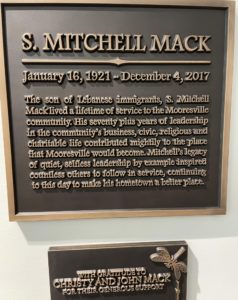 S. MITCHELL MACK
January 16, 1921 - December 4, 2017
The son of Lebanese immigrants, S. Mitchell
Mack lived a lifetime of service to the Mooresville
community. His seventy plus years of leadership
in the community's business, civic, religious and
charitable life contributed mightily to the place
that Mooresville would become. Mitchell's legacy
of quiet, selfless leadership by example inspired
countless others to follow in service, continuing
to this day to make his hometown a better place.
WITH GRATITUDE TO
CHRISTY AND JOHN MACK
FOR THEIR GENEROUS SUPPORT